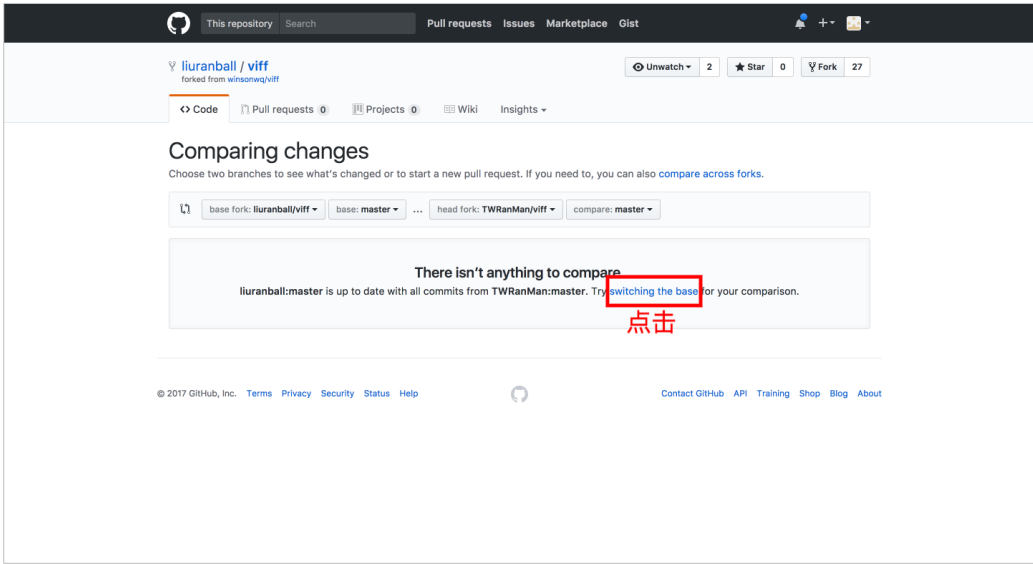 This repository Search Pull requests Issues Marketplace Gist
liuranball / viff Unwatch 2 Star 0 Fork 27
forked from winsonwq/viff
<> Code Pull requests 0 Projects 0 Wiki Insights
Comparing changes
Choose two branches to see what's changed or to start a new pull request. If you need to, you can also compare across forks.
base fork: liuranball/viff base: master ... head fork: TWRanMan/viff compare: master
There isn't anything to compare
liuranball:master is up to date with all commits from TWRanMan:master. Try switching the base for your comparison.
点击
© 2017 GitHub, Inc. Terms Privacy Security Status Help Contact GitHub API Training Shop Blog About